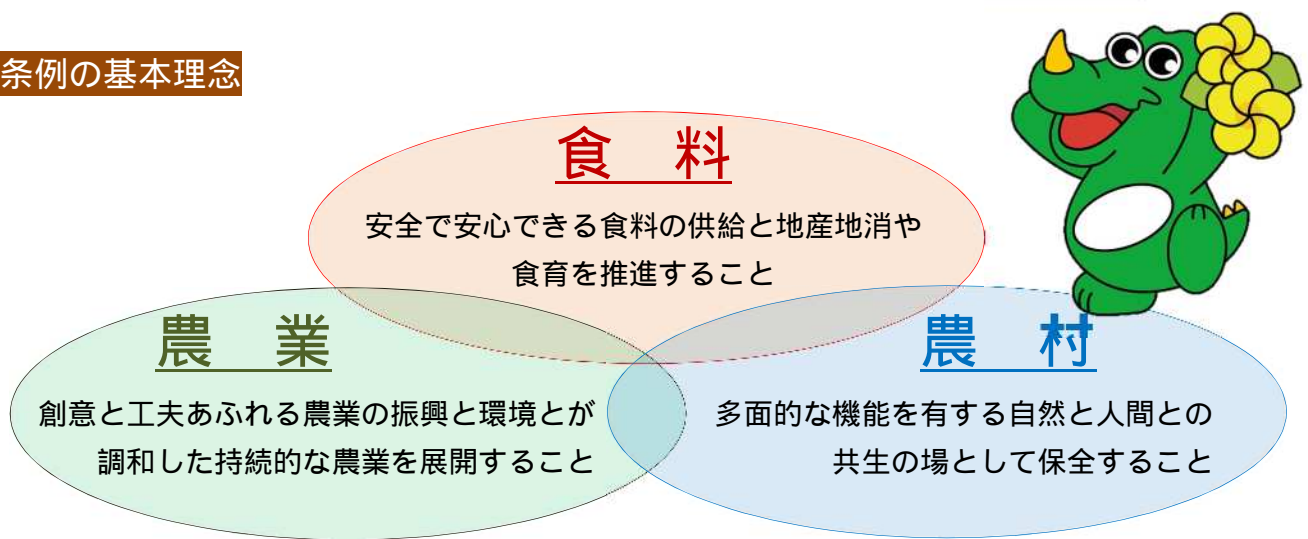 条例の基本理念
食　料
安全で安心できる食料の供給と地産地消や
食育を推進すること
農　業
創意と工夫あふれる農業の振興と環境とが
調和した持続的な農業を展開すること
農　村
多面的な機能を有する自然と人間との
共生の場として保全すること